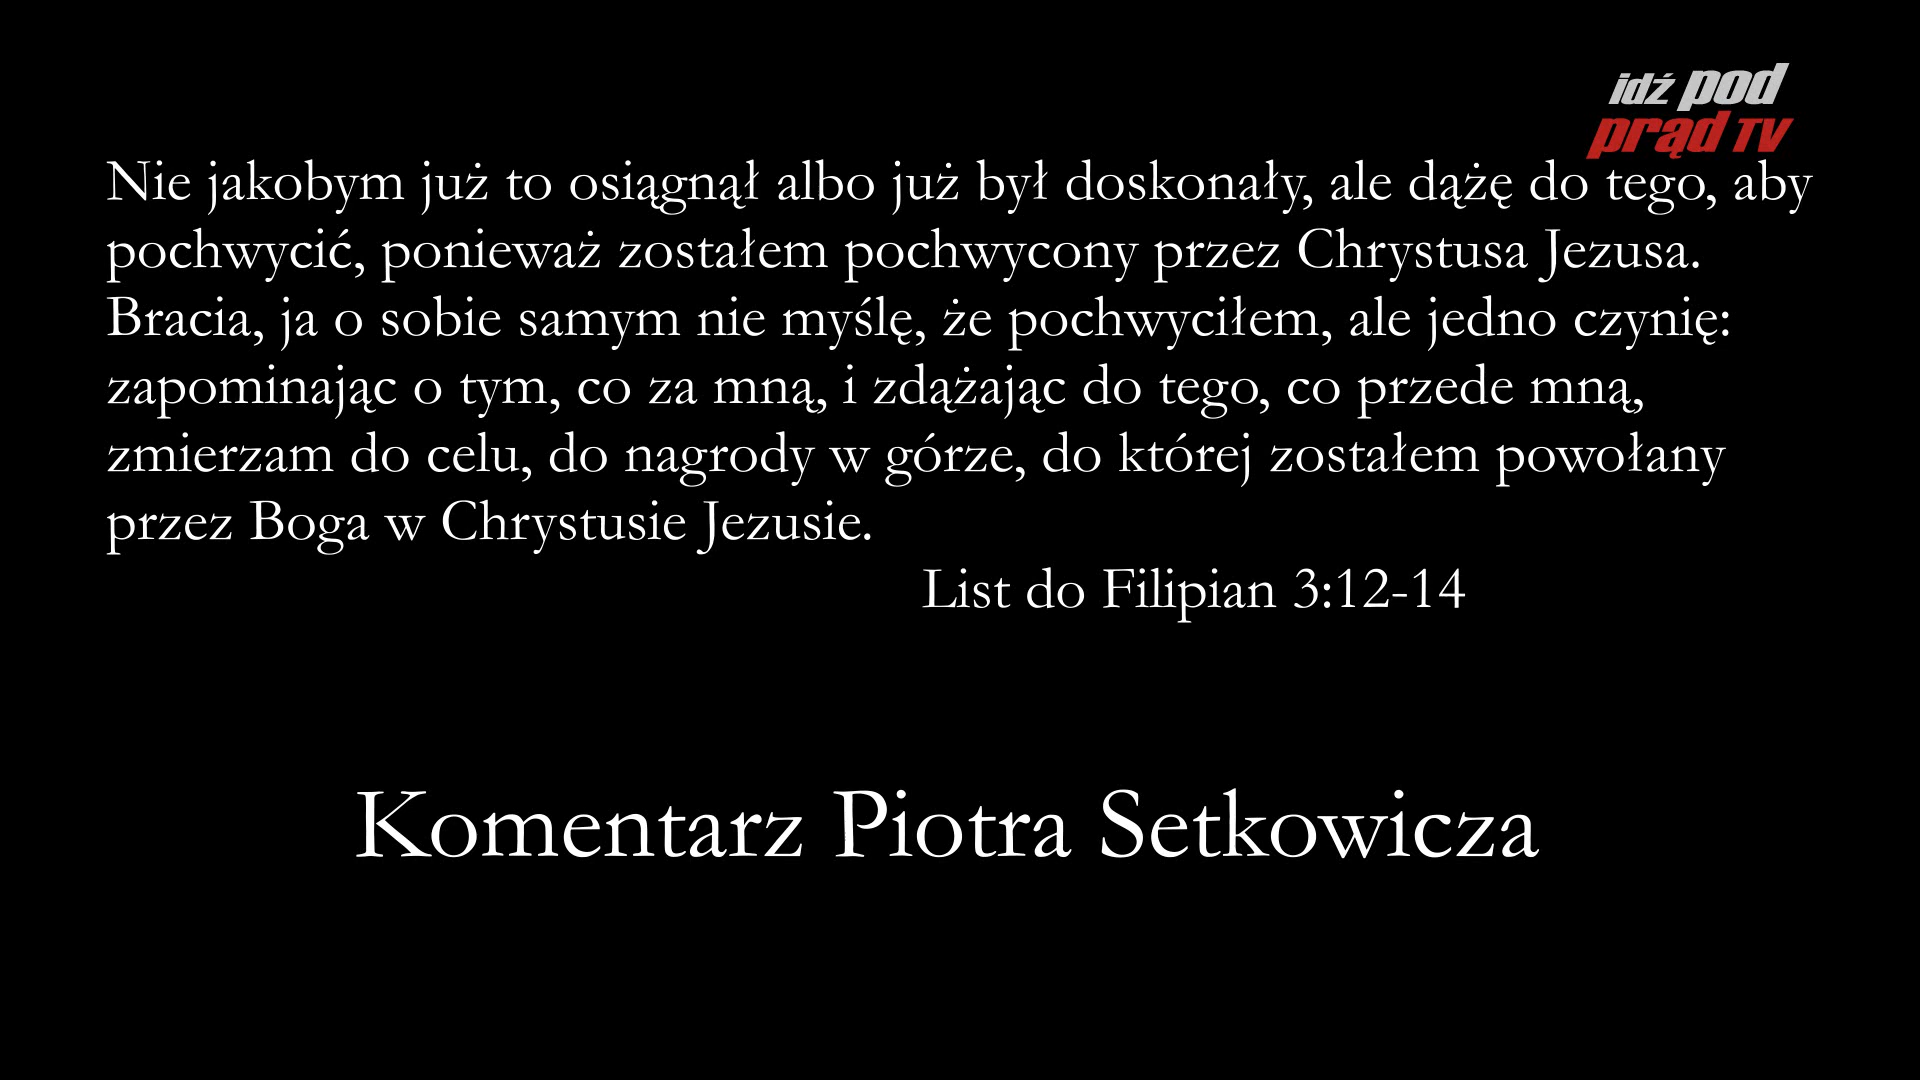 idź pod
prąd TV
Nie jakobym już to osiągnął albo już był doskonały, ale dążę do tego, aby
pochwycić, ponieważ zostałem pochwycony przez Chrystusa Jezusa.
Bracia, ja o sobie samym nie myślę, że pochwyciłem, ale jedno czynię:
zapominając o tym, co za mną, i zdążając do tego, co przede mną,
zmierzam do celu, do nagrody w górze, do której zostałem powołany
przez Boga w Chrystusie Jezusie.
List do Filipian 3:12-14
Komentarz Piotra Setkowicza